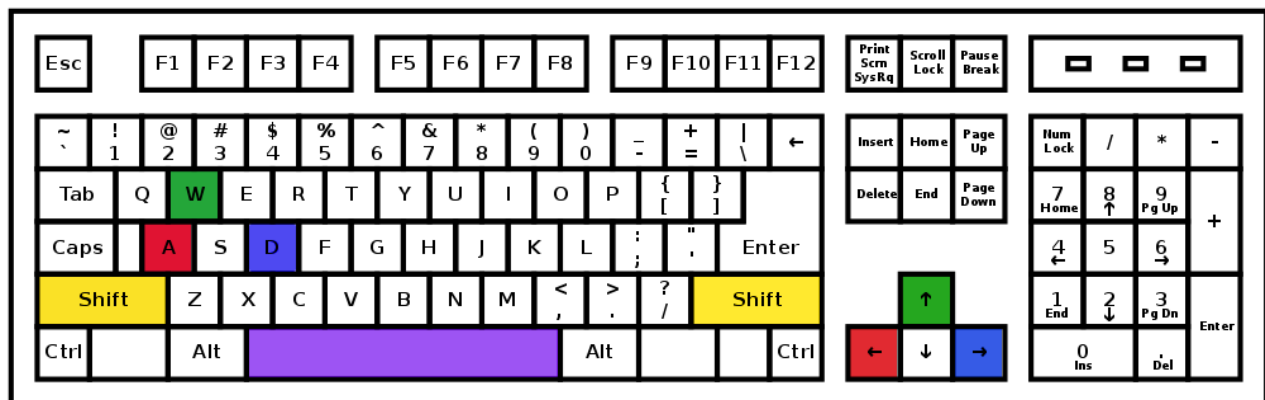 Esc F1 F2 F3 F4 F5 F6 F7 F8 F9 F10 F11 F12 Print Scrn SysRq Scroll Lock Pause Break
~ ` ! 1 @ 2 # 3 $ 4 % 5 ^ 6 & 7 * 8 ( 9 ) 0 _ - + = | \ ← Insert Home Page Up Num Lock / * -
Tab Q W E R T Y U I O P { [ } ] Delete End Page Down 7 Home 8 ↑ 9 Pg Up +
Caps A S D F G H J K L : ; " . Enter 4 ← 5 6 →
Shift Z X C V B N M < , > . ? / Shift ↑ 1 End 2 ↓ 3 Pg Dn Enter
Ctrl Alt Alt Ctrl ← ↓ → 0 Ins . Del